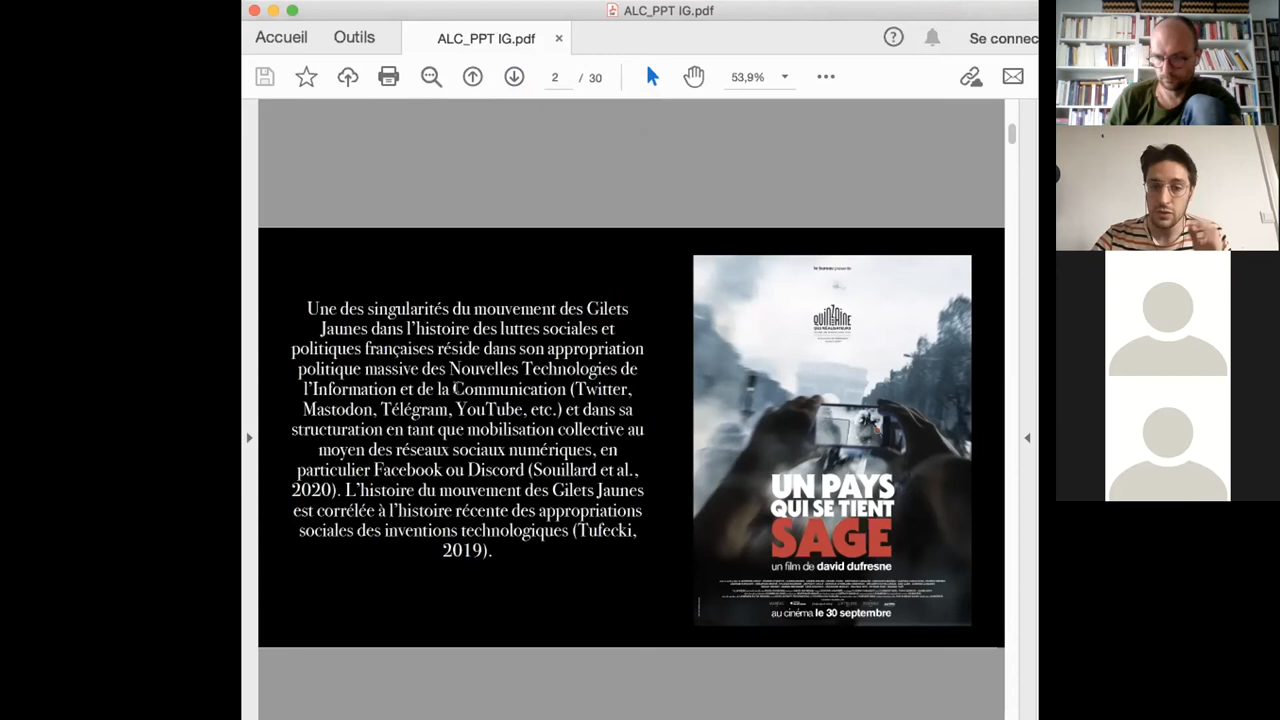 ALC_PPT IG.pdf
Accueil
Outils
ALC_PPT IG.pdf
Se connec
2 / 30
53,9%
Une des singularités du mouvement des Gilets
Jaunes dans l'histoire des luttes sociales et
politiques françaises réside dans son appropriation
politique massive des Nouvelles Technologies de
l'Information et de la Communication (Twitter,
Mastodon, Télégram, YouTube, etc.) et dans sa
structuration en tant que mobilisation collective au
moyen des réseaux sociaux numériques, en
particulier Facebook ou Discord (Souillard et al.,
2020). L'histoire du mouvement des Gilets Jaunes
est corrélée à l'histoire récente des appropriations
sociales des inventions technologiques (Tufecki,
2019).
QUINZAINE
DES RÉALISATEURS
UN PAYS
QUI SE TIENT
SAGE
un film de david dufresne
au cinéma le 30 septembre